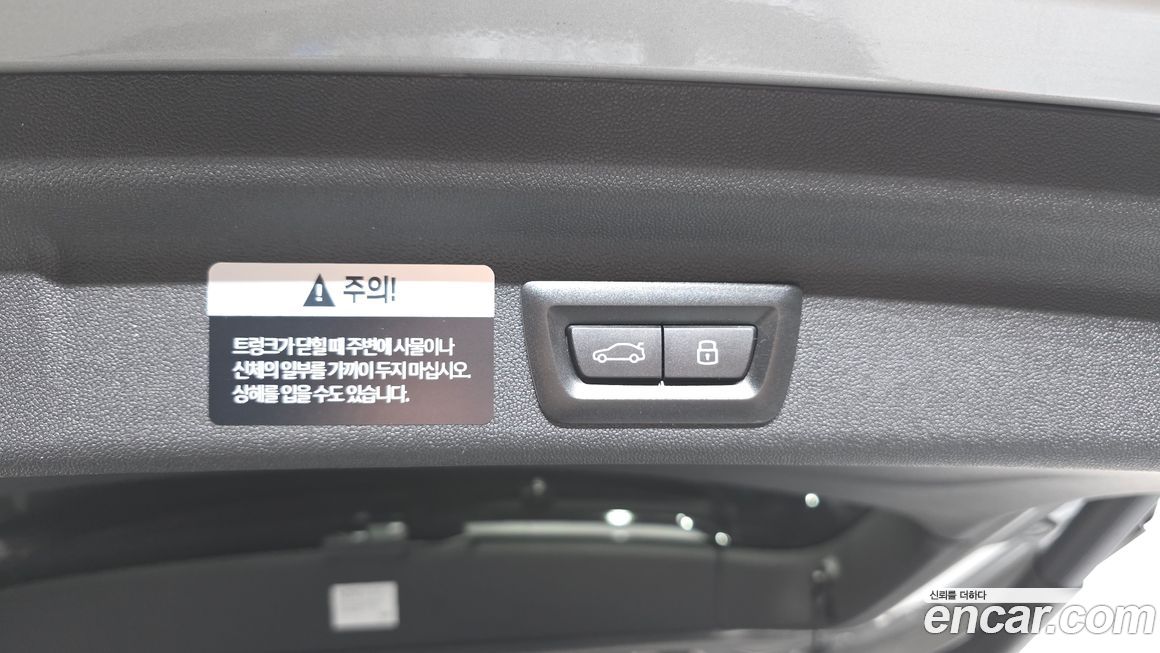 주의!
트렁크가 닫힐 때 주변에 사물이나
신체의 일부를 가까이 두지 마십시오.
상해를 입을 수도 있습니다.
신뢰를 더하다
encar.com